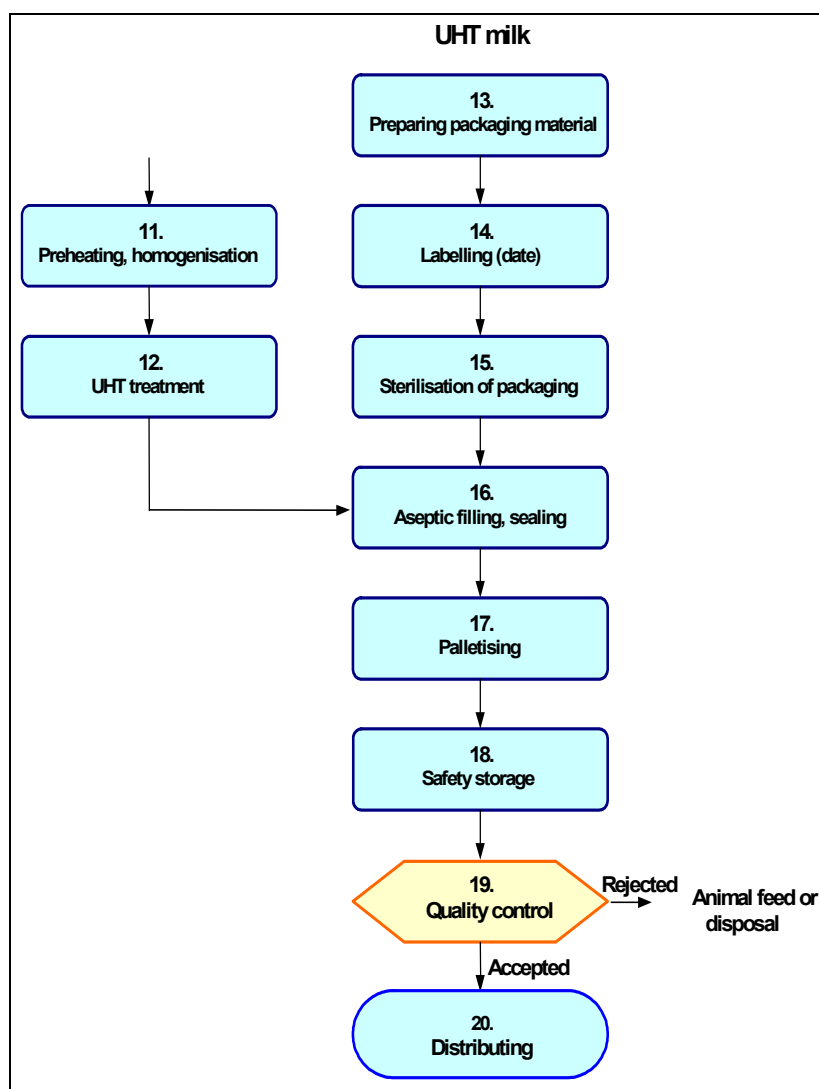 UHT milk
13.
Preparing packaging material
11.
Preheating, homogenisation
14.
Labelling (date)
12.
UHT treatment
15.
Sterilisation of packaging
16.
Aseptic filling, sealing
17.
Palletising
18.
Safety storage
19.
Quality control
Rejected
Animal feed or
disposal
Accepted
20.
Distributing